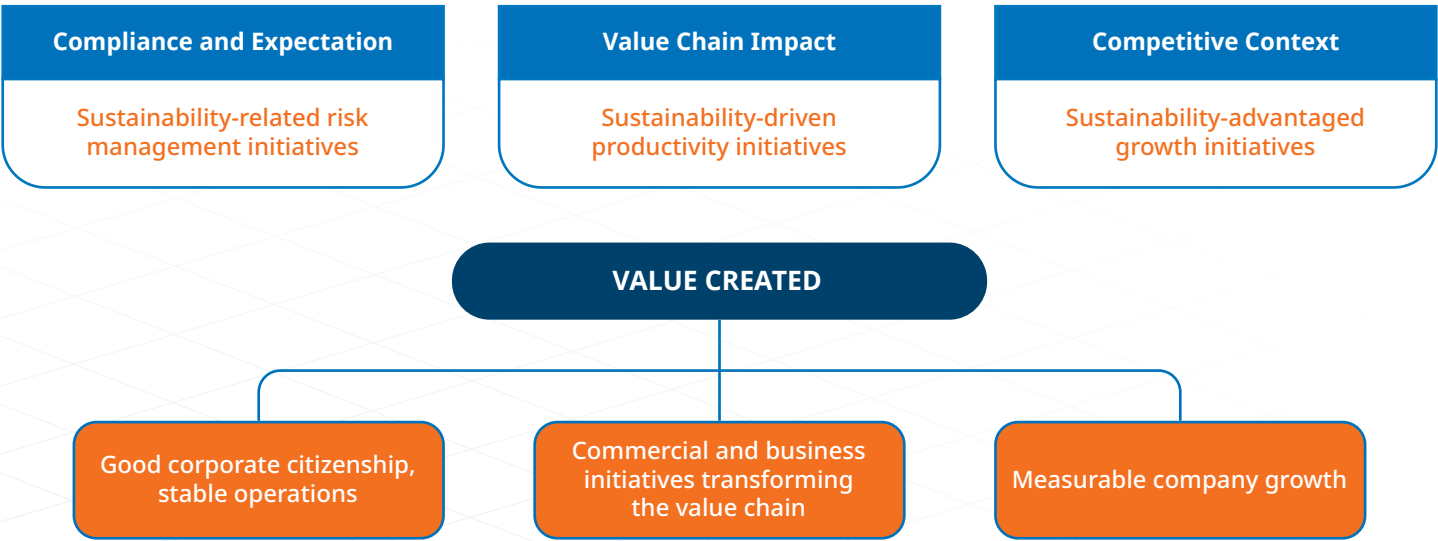 Compliance and Expectation
Sustainability-related risk
management initiatives
Value Chain Impact
Sustainability-driven
productivity initiatives
Competitive Context
Sustainability-advantaged
growth initiatives
VALUE CREATED
Good corporate citizenship,
stable operations
Commercial and business
initiatives transforming
the value chain
Measurable company growth